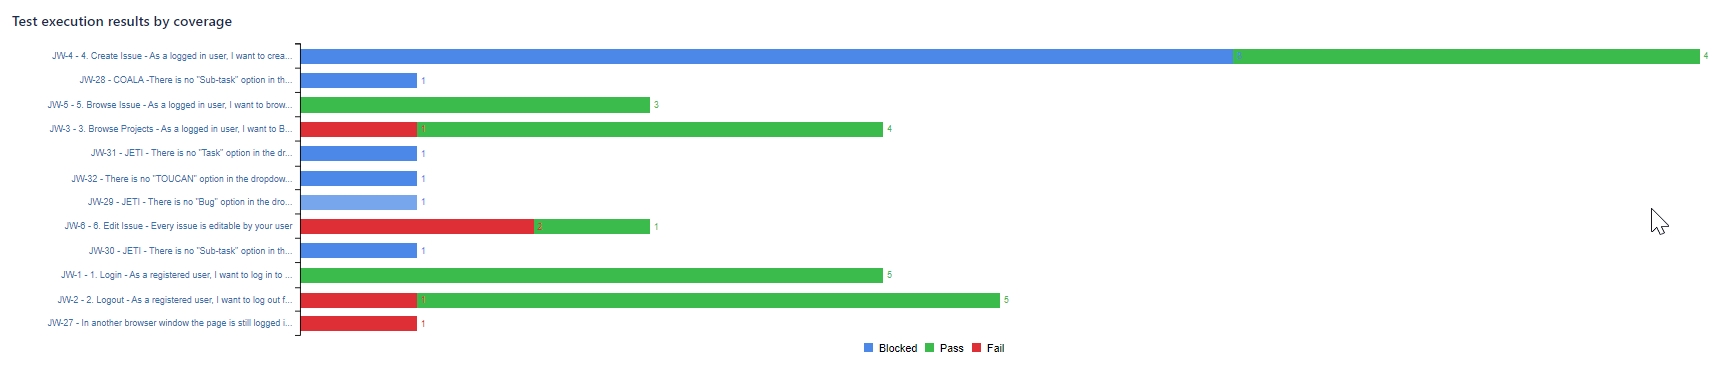 Test execution results by coverage
JW-4 - 4. Create Issue - As a logged in user, I want to crea... 4
JW-28 - COALA -There is no "Sub-task" option in th... 1
JW-5 - 5. Browse Issue - As a logged in user, I want to brow... 3
JW-3 - 3. Browse Projects - As a logged in user, I want to B... 1 4
JW-31 - JETI - There is no "Task" option in the dr... 1
JW-32 - There is no "TOUCAN" option in the dropdow... 1
JW-29 - JETI - There is no "Bug" option in the dro... 1
JW-6 - 6. Edit Issue - Every issue is editable by your user 2 1
JW-30 - JETI - There is no "Sub-task" option in th... 1
JW-1 - 1. Login - As a registered user, I want to log in to ... 5
JW-2 - 2. Logout - As a registered user, I want to log out f... 1 5
JW-27 - In another browser window the page is still logged i... 1
Blocked Pass Fail